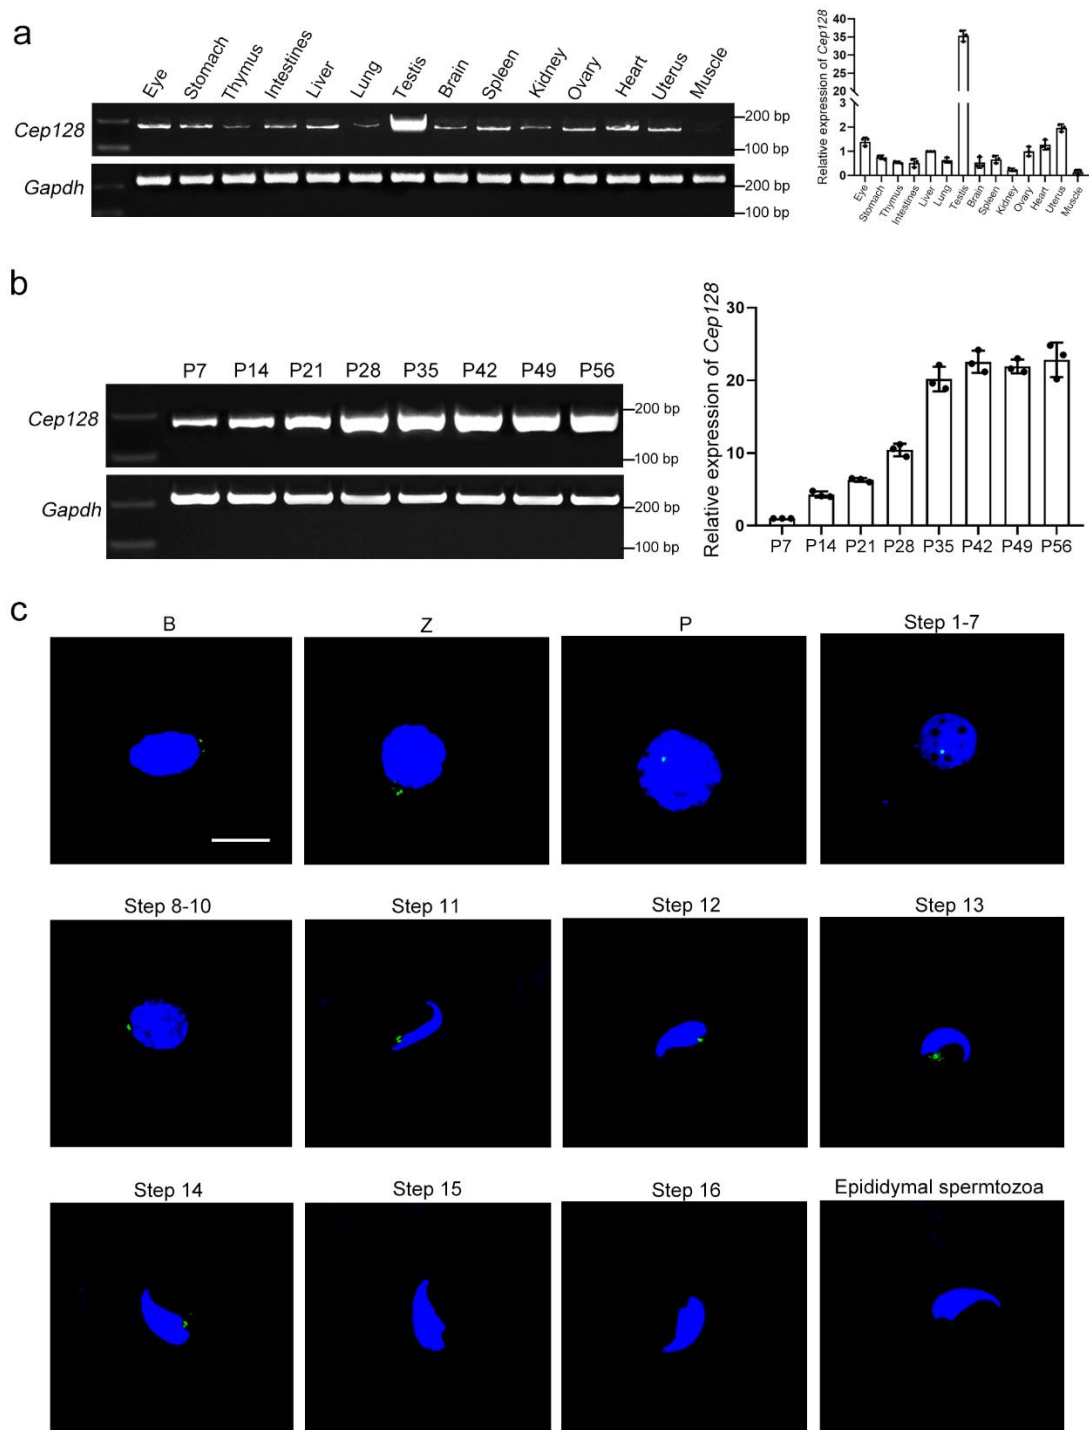 a
Eye Stomach Thymus Intestines Liver Lung Testis Brain Spleen Kidney Ovary Heart Uterus Muscle
Cep128
200 bp
100 bp
Gapdh
200 bp
100 bp
Relative expression of Cep128
40
35
30
25
20
3
2
1
0
Eye Stomach Thymus Intestines Liver Lung Testis Brain Spleen Kidney Ovary Heart Uterus Muscle
b
P7 P14 P21 P28 P35 P42 P49 P56
Cep128
200 bp
100 bp
Gapdh
200 bp
100 bp
Relative expression of Cep128
30
20
10
0
P7 P14 P21 P28 P35 P42 P49 P56
c
B Z P Step 1-7
Step 8-10 Step 11 Step 12 Step 13
Step 14 Step 15 Step 16 Epididymal spermtozoa